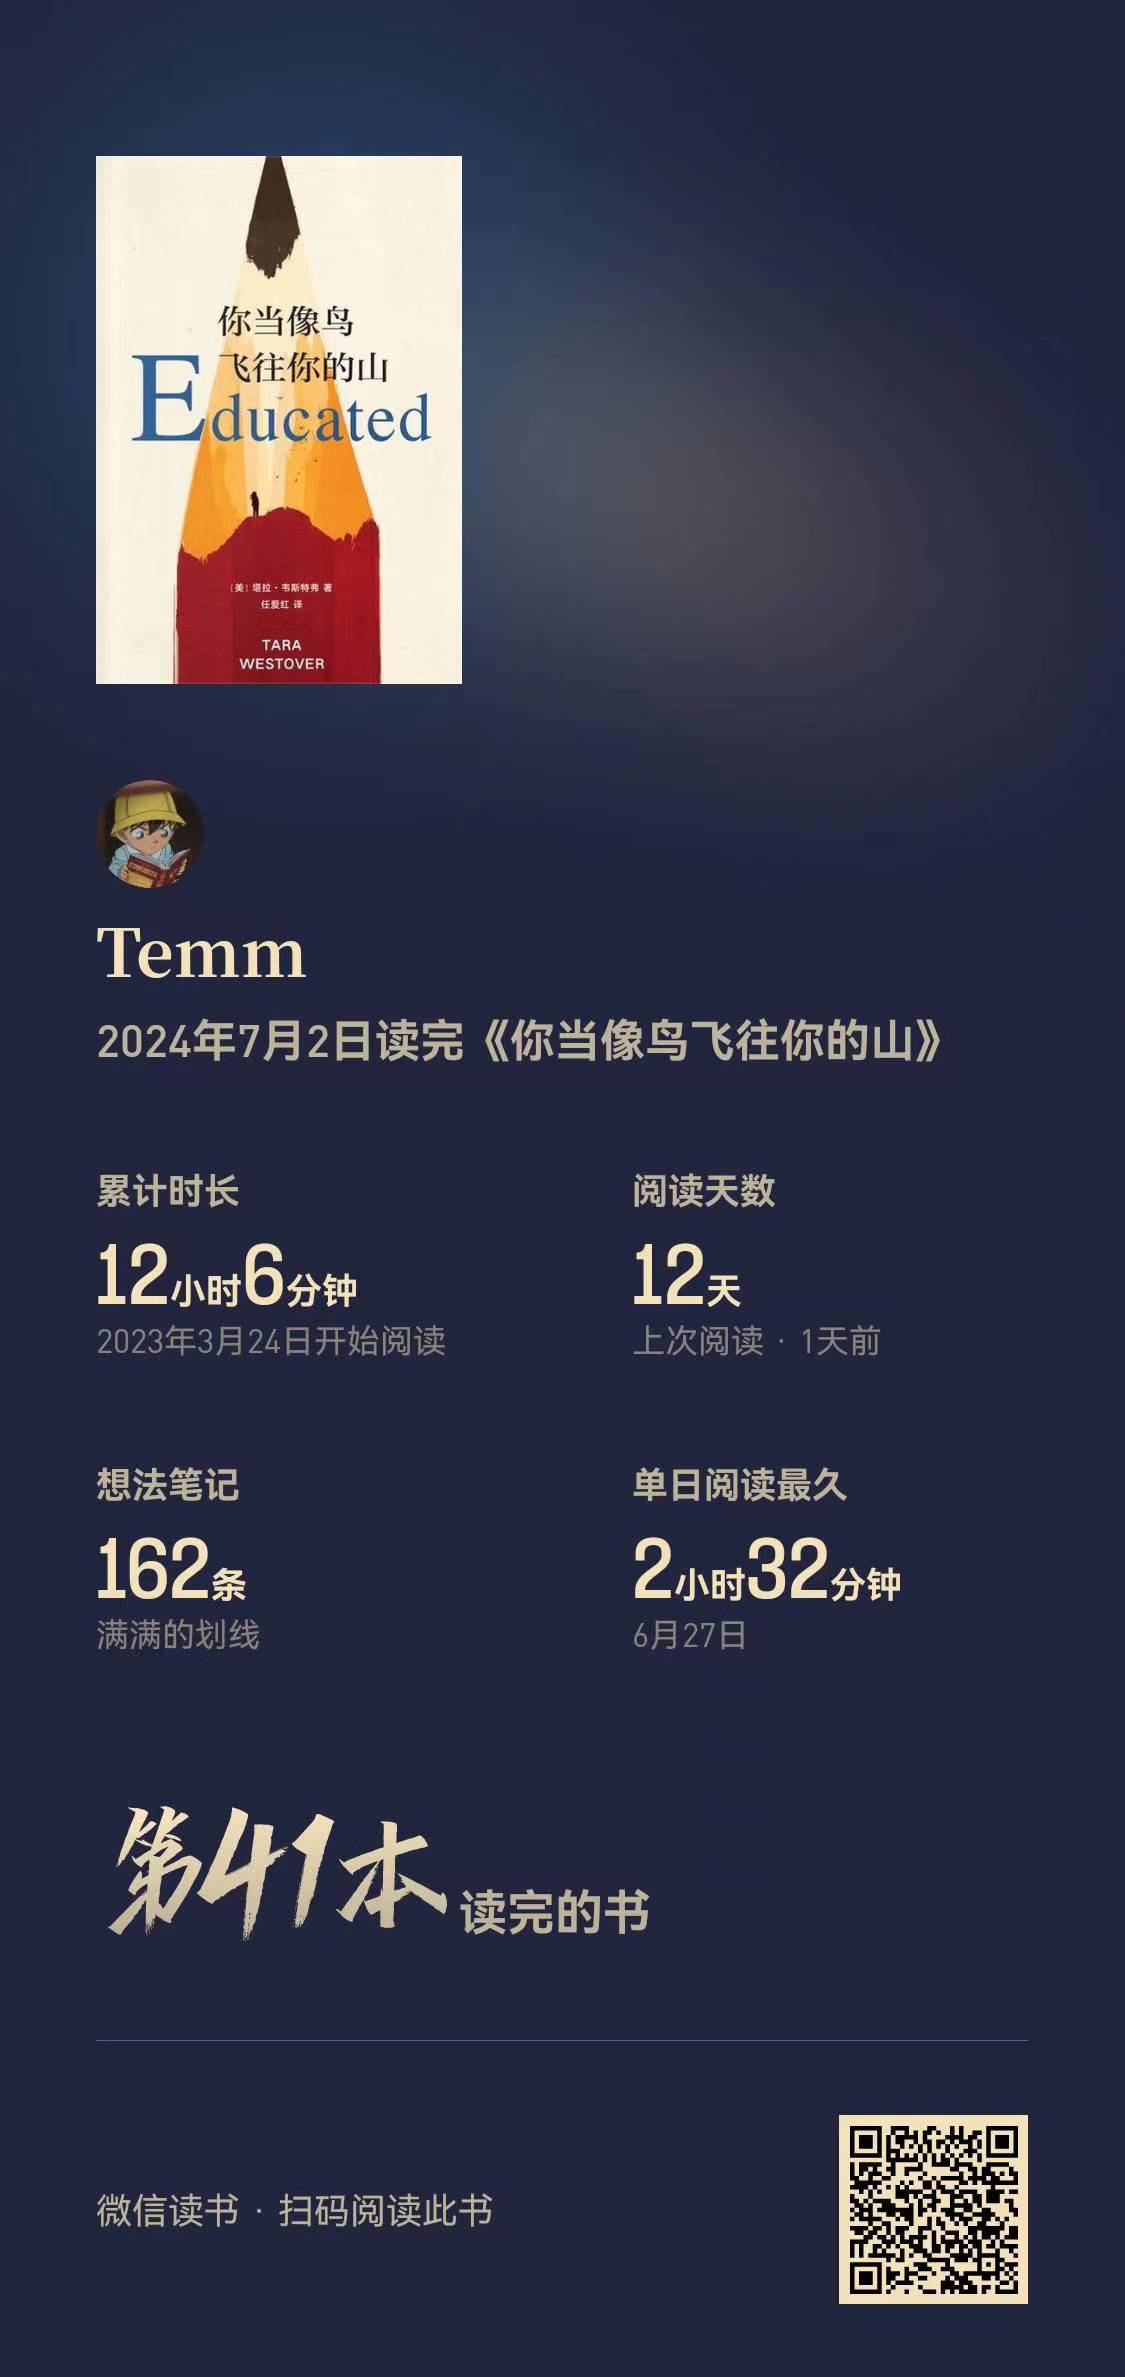 你当像鸟
飞往你的山
Educated
[美] 塔拉·韦斯特弗 著
任爱红 译
TARA
WESTOVER
Temm
2024年7月2日读完《你当像鸟飞往你的山》
累计时长
12小时6分钟
2023年3月24日开始阅读
阅读天数
12天
上次阅读 · 1天前
想法笔记
162条
满满的划线
单日阅读最久
2小时32分钟
6月27日
第41本 读完的书
微信读书 · 扫码阅读此书